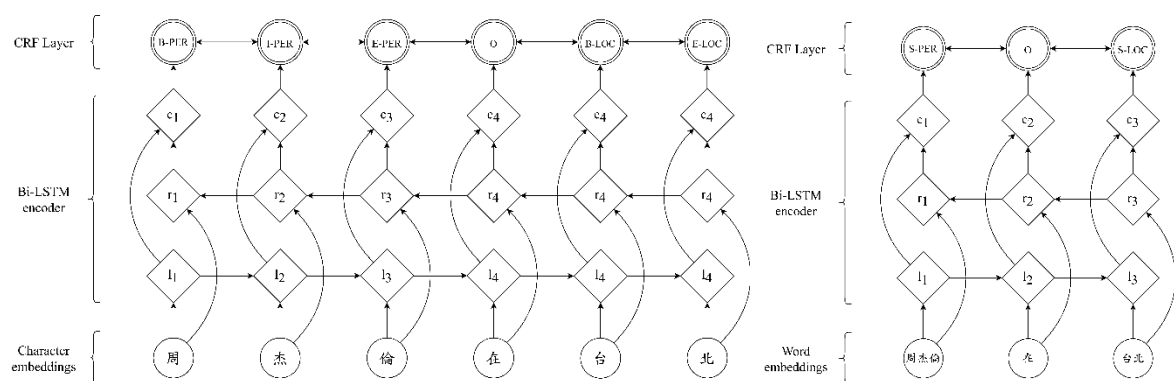 CRF Layer
B-PER I-PER E-PER O B-LOC E-LOC
c1 c2 c3 c4 c4 c4
Bi-LSTM
encoder
r1 r2 r3 r4 r4 r4
l1 l2 l3 l4 l4 l4
Character
embeddings
周 杰 倫 在 台 北
CRF Layer
S-PER O S-LOC
c1 c2 c3
Bi-LSTM
encoder
r1 r2 r3
l1 l2 l3
Word
embeddings
周杰倫 在 台北